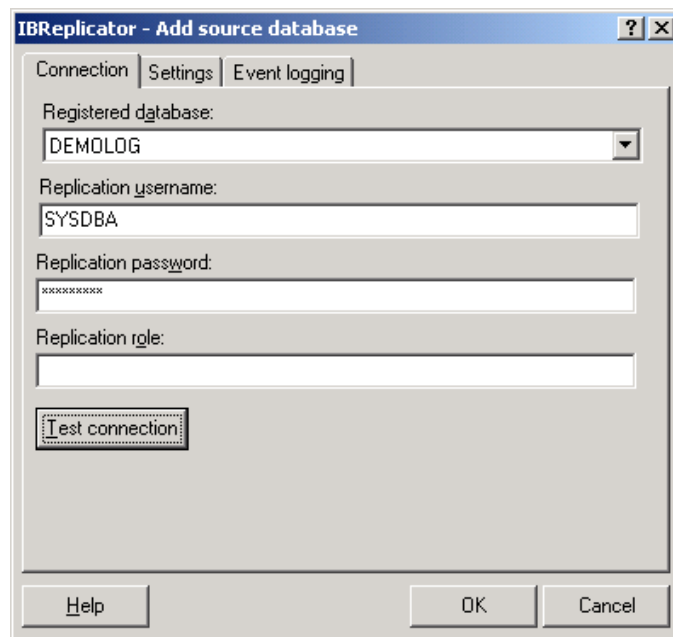 IBReplicator - Add source database
Connection Settings Event logging
Registered database:
DEMOLOG
Replication username:
SYSDBA
Replication password:
*********
Replication role:
Test connection
Help OK Cancel